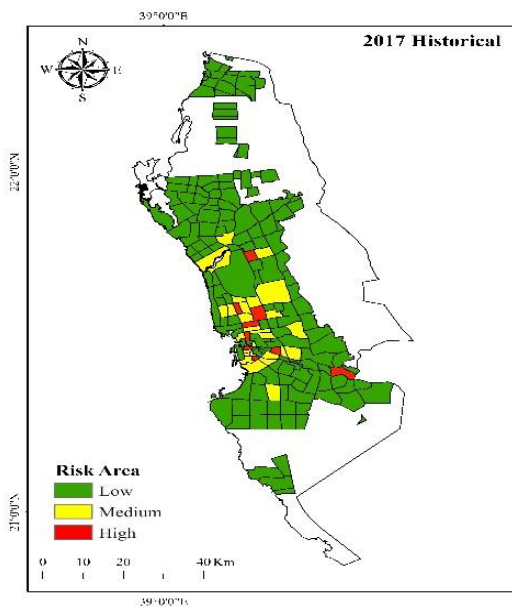 39°0'0"E
2017 Historical
N
W E
S
22°0'0"N
21°0'0"N
Risk Area
Low
Medium
High
0 10 20 40 Km
39°0'0"E